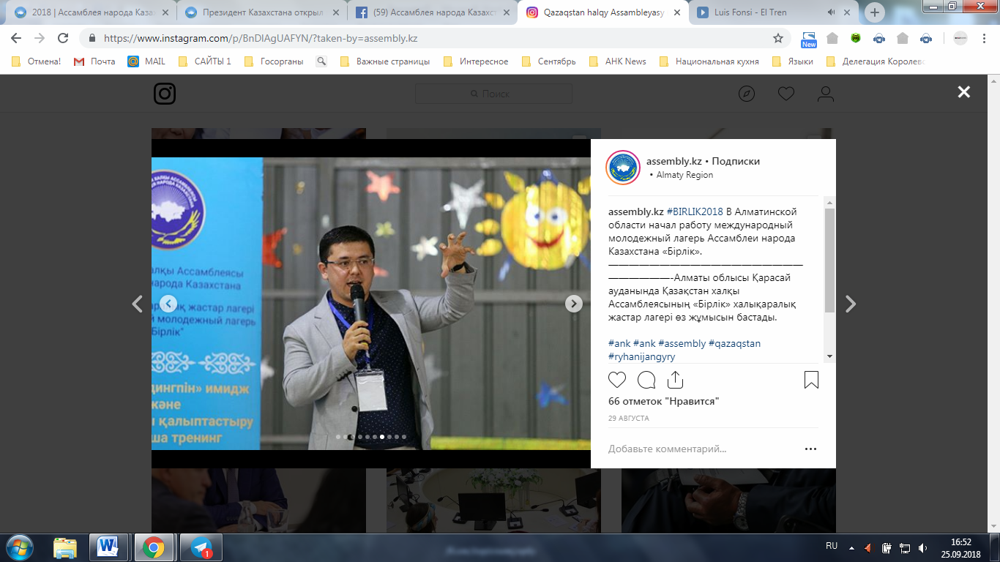 2018 | Ассамблея народа Каза
Президент Казахстана открыл
(59) Ассамблея народа Казахст
Qazaqstan halqy Assambleyasy
Luis Fonsi - El Tren
https://www.instagram.com/p/BnDlAgUAFYN/?taken-by=assembly.kz
New
Отмена!
Почта
MAIL
САЙТЫ 1
Госорганы
Важные страницы
Интересное
Сентябрь
АНК News
Национальная кухня
Языки
Делегация Королевс
Поиск
АССАМБЛЕЯСЫ
НАРОДА КАЗАХСТАНА
алқы Ассамблеясы
народа Казахстана
алық жастар лагері
й молодежный лагерь
Бірлік"
дингпін» имидж
және
қалыптастыру
ша тренинг
assembly.kz • Подписки
• Almaty Region
assembly.kz #BIRLIK2018 В Алматинской
области начал работу международный
молодежный лагерь Ассамблеи народа
Казахстана «Бірлік».
———————————————————
——————-Алматы облысы Қарасай
ауданында Қазақстан халқы
Ассамблеясының «Бірлік» халықаралық
жастар лагері өз жұмысын бастады.
#ank #ank #assembly #qazaqstan
#ryhanijangyry
66 отметок "Нравится"
29 АВГУСТА
Добавьте комментарий...
1
RU
16:52
25.09.2018